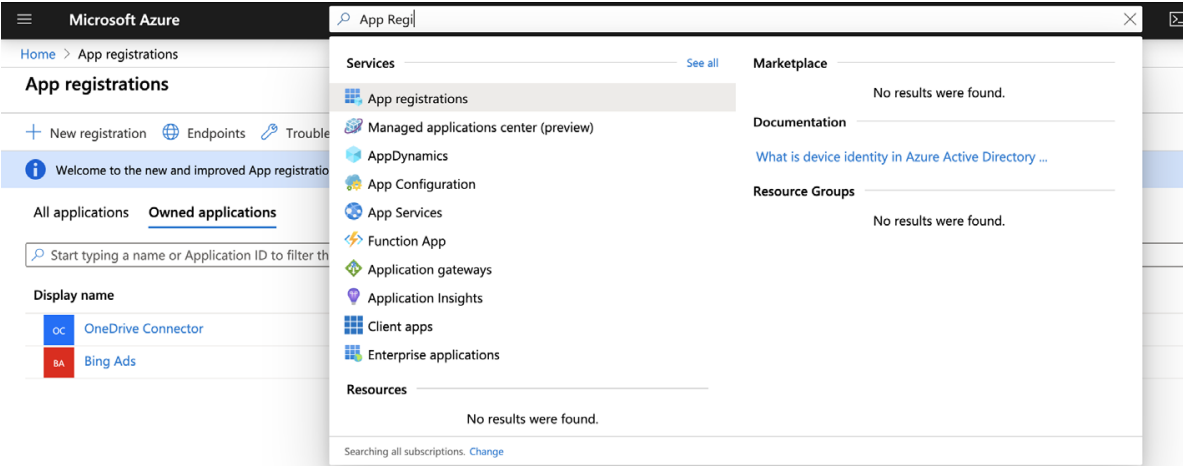 Microsoft Azure
App Regi
Home > App registrations
App registrations
New registration
Endpoints
Trouble
Welcome to the new and improved App registratio
All applications
Owned applications
Start typing a name or Application ID to filter th
Display name
OC OneDrive Connector
BA Bing Ads
Services
See all
App registrations
Managed applications center (preview)
AppDynamics
App Configuration
App Services
Function App
Application gateways
Application Insights
Client apps
Enterprise applications
Resources
No results were found.
Marketplace
No results were found.
Documentation
What is device identity in Azure Active Directory ...
Resource Groups
No results were found.
Searching all subscriptions. Change